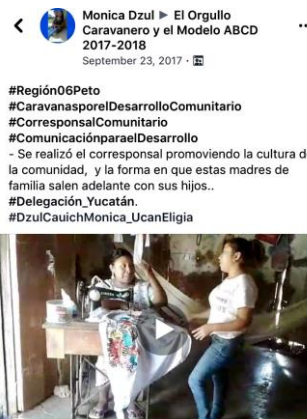 Monica Dzul ▶ El Orgullo
Caravanero y el Modelo ABCD
2017-2018
September 23, 2017 ·
#Región06Peto
#CaravanasporelDesarrolloComunitario
#CorresponsalComunitario
#ComunicaciónparaelDesarrollo
- Se realizó el corresponsal promoviendo la cultura d
la comunidad, y la forma en que estas madres de
familia salen adelante con sus hijos..
#Delegación_Yucatán.
#DzulCauichMonica_UcanEligia